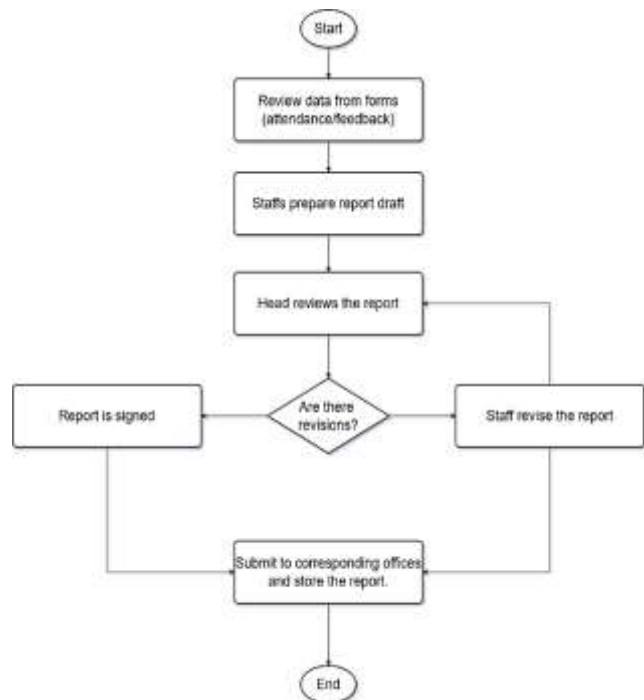 Start
Review data from forms
(attendance/feedback)
Staffs prepare report draft
Head reviews the report
Are there
revisions?
Report is signed
Staff revise the report
Submit to corresponding offices
and store the report.
End